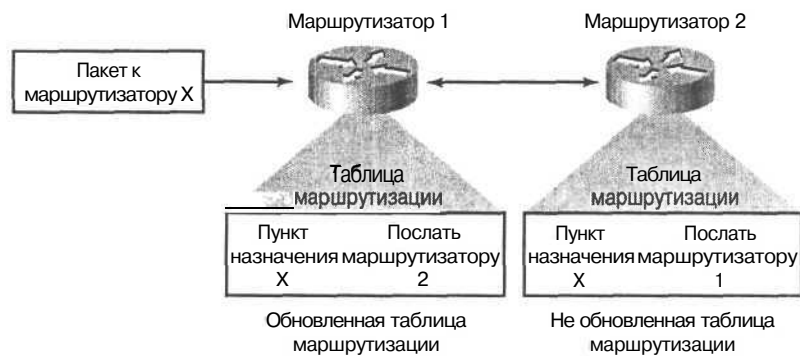 Маршрутизатор 1
Маршрутизатор 2
Пакет к
маршрутизатору X
Таблица
маршрутизации
Таблица
маршрутизации
Пункт
назначения
X
Послать
маршрутизатору
2
Пункт
назначения
X
Послать
маршрутизатору
1
Обновленная таблица
маршрутизации
Не обновленная таблица
маршрутизации